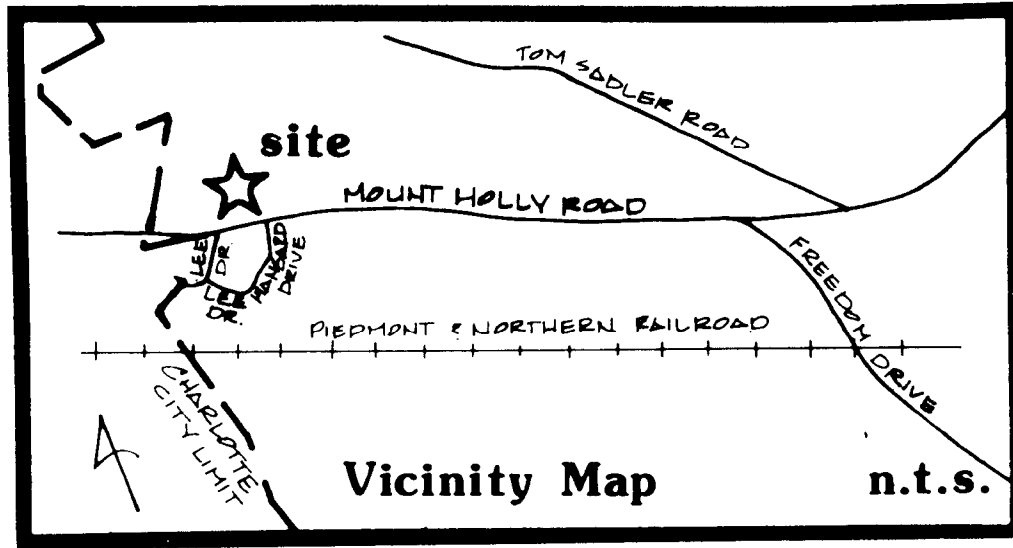 TOM SADLER ROAD
site
MOUNT HOLLY ROAD
LEE
DR
HANSARD
DRIVE
LEE
DR.
FREEDOM DRIVE
PIEDMONT & NORTHERN RAILROAD
CHARLOTTE
CITY LIMIT
Vicinity Map
n.t.s.